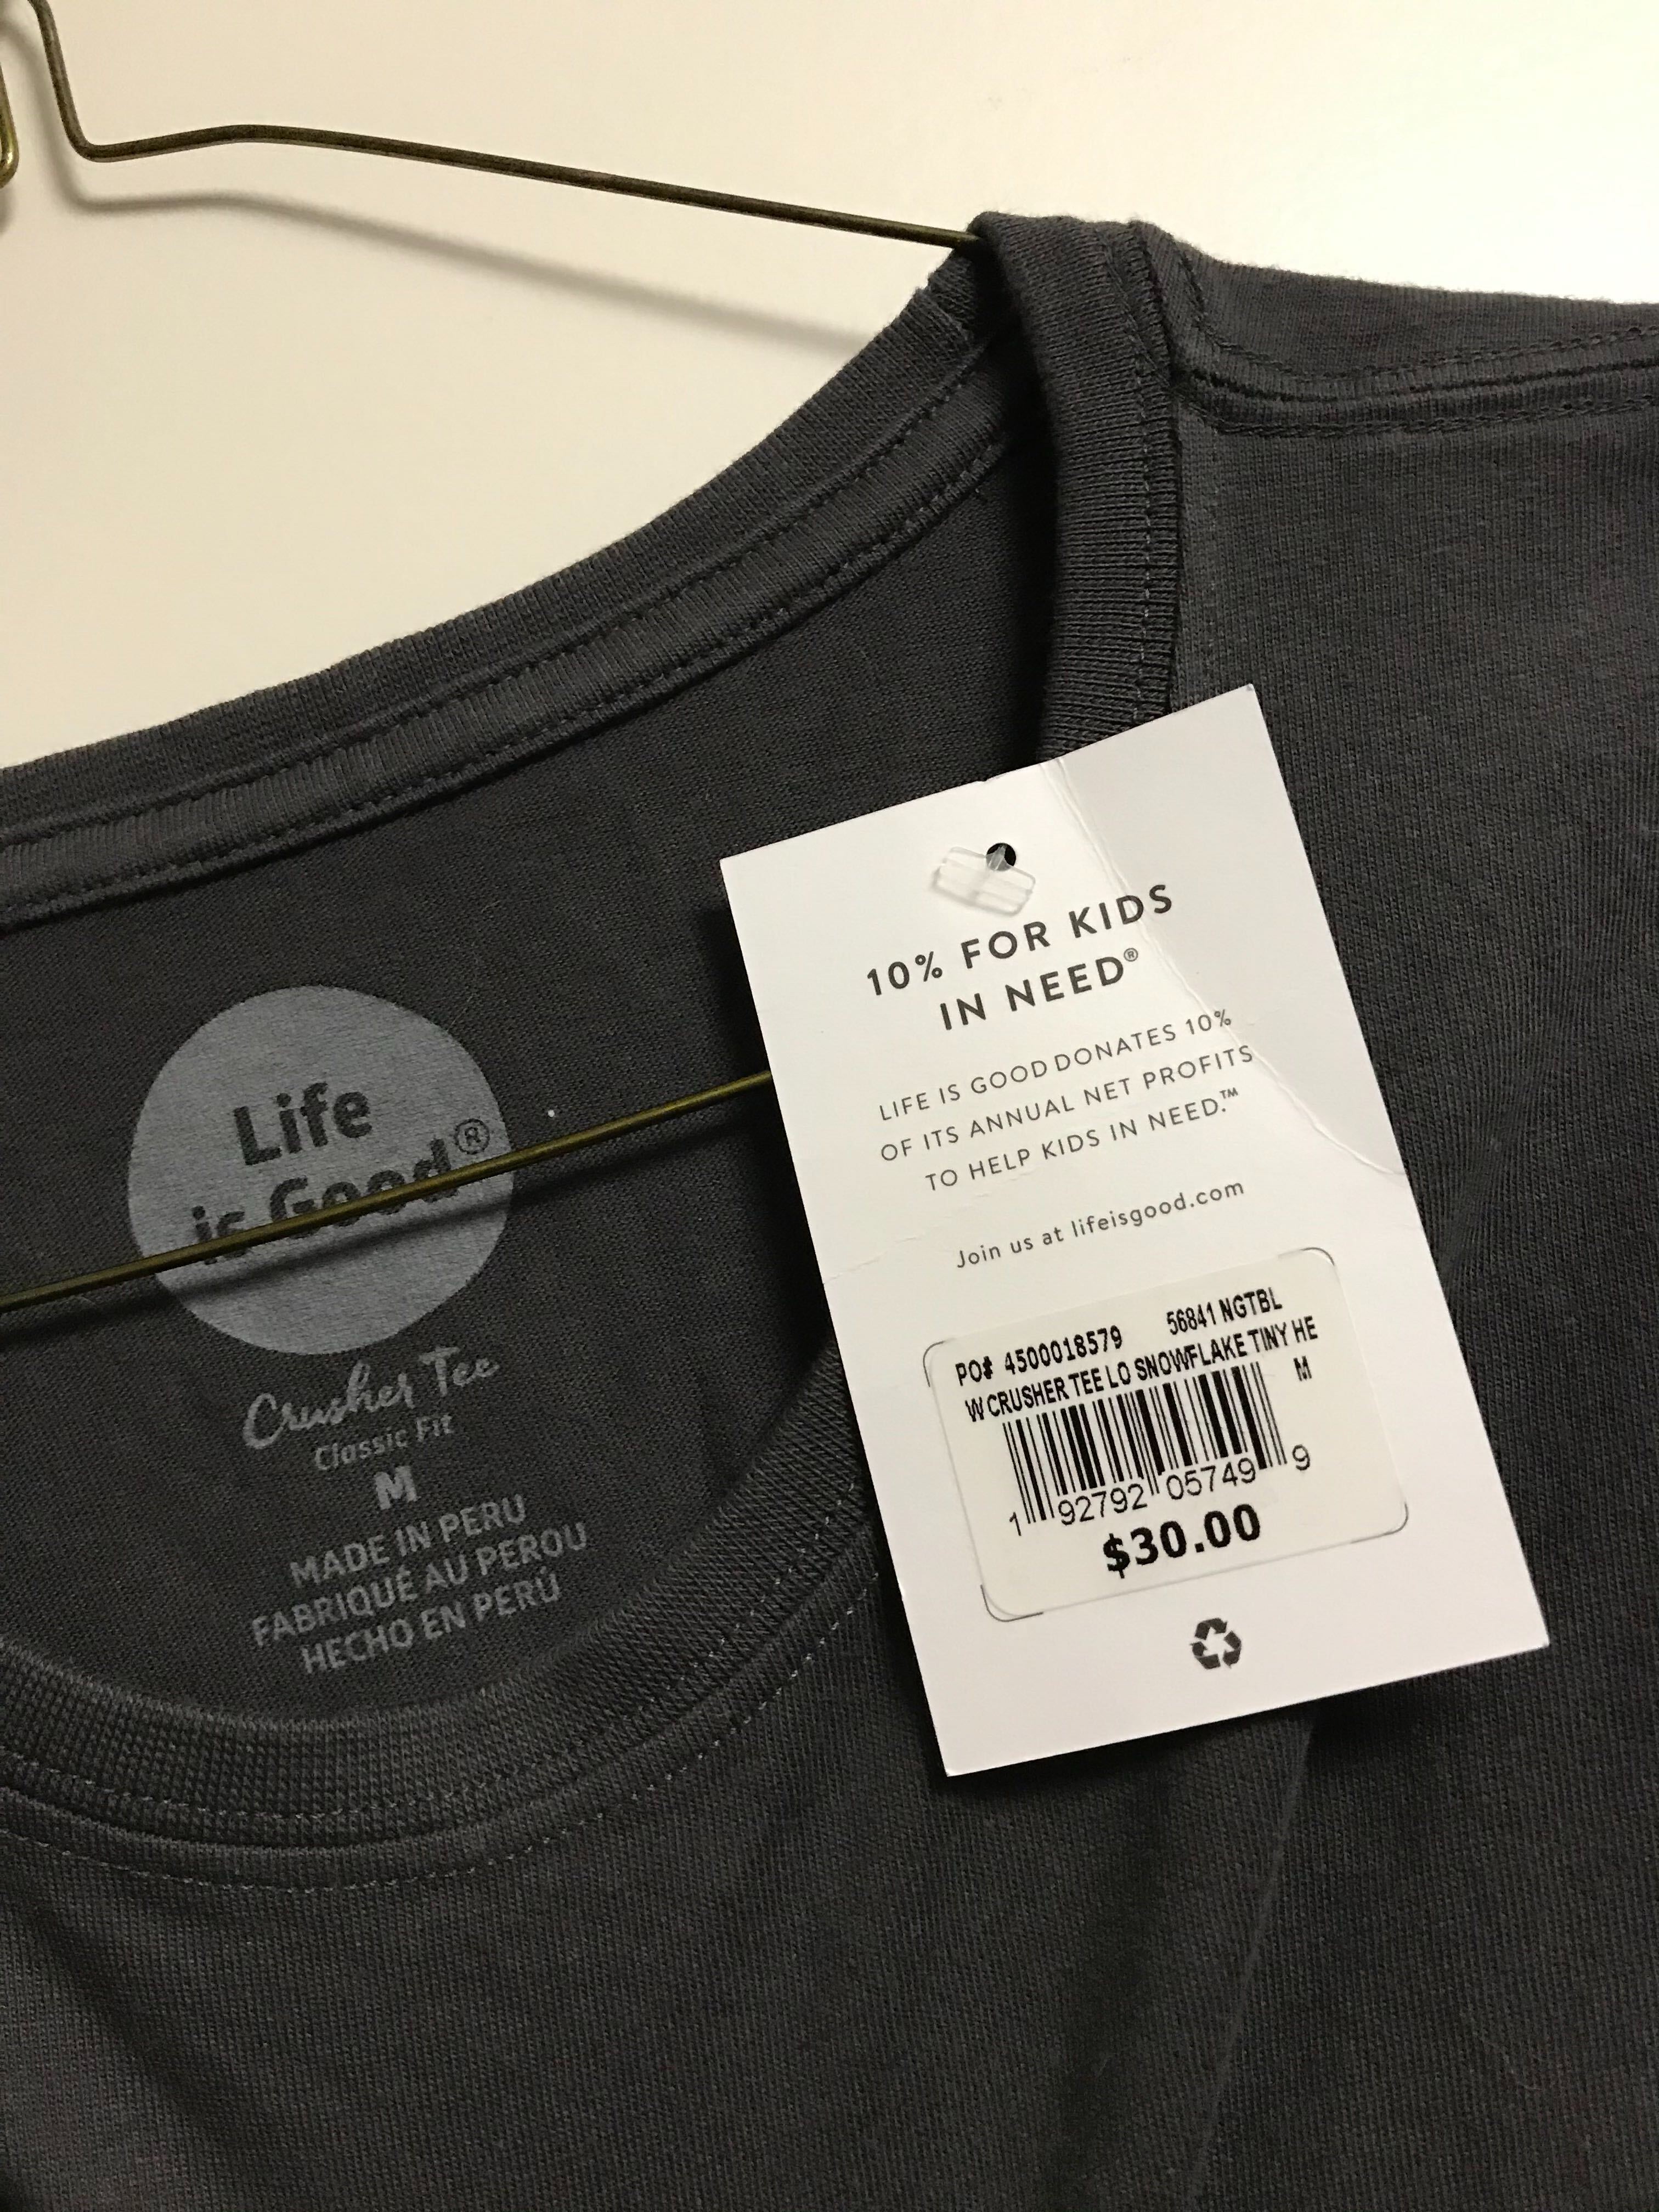 Life
is Good®
Crusher Tee
Classic Fit
M
MADE IN PERU
FABRIQUÉ AU PEROU
HECHO EN PERÚ
10% FOR KIDS
IN NEED®
LIFE IS GOOD DONATES 10%
OF ITS ANNUAL NET PROFITS
TO HELP KIDS IN NEED.™
Join us at lifeisgood.com
PO# 4500018579 56841 NGTBL
W CRUSHER TEE LO SNOWFLAKE TINY HE
M
1 92792 05749 9
$30.00